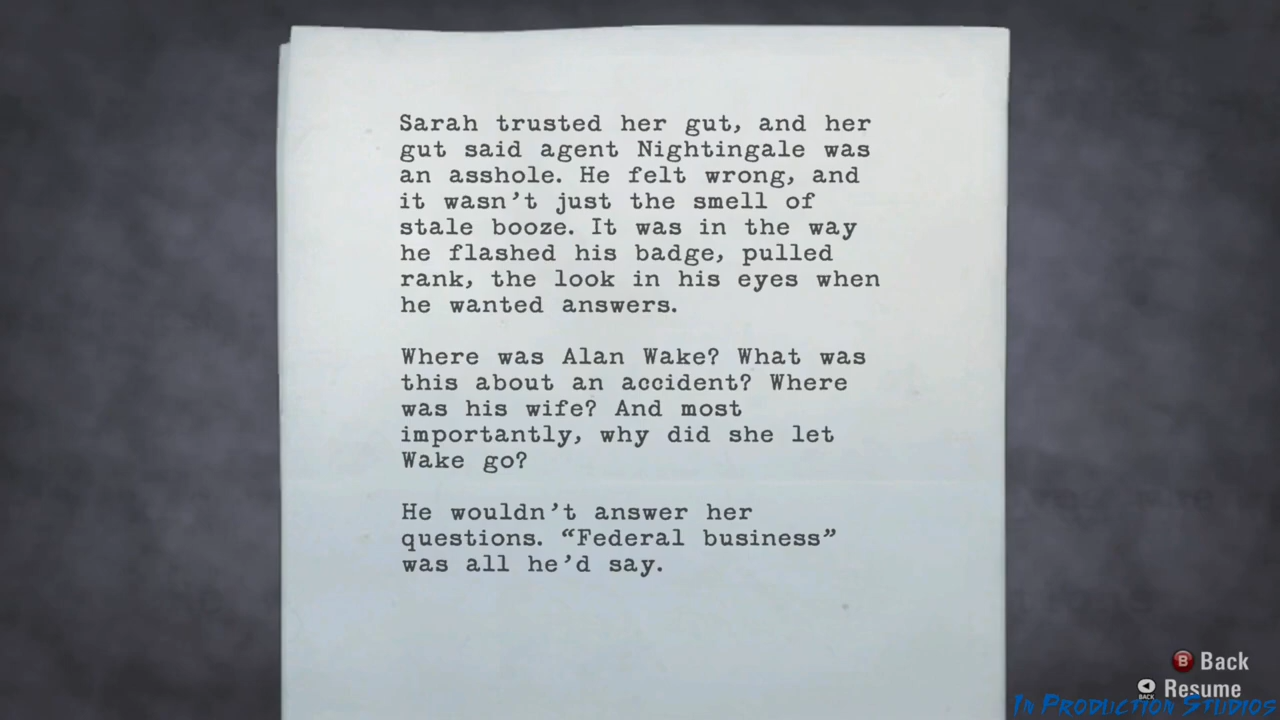 Sarah trusted her gut, and her
gut said agent Nightingale was
an asshole. He felt wrong, and
it wasn’t just the smell of
stale booze. It was in the way
he flashed his badge, pulled
rank, the look in his eyes when
he wanted answers.
Where was Alan Wake? What was
this about an accident? Where
was his wife? And most
importantly, why did she let
Wake go?
He wouldn’t answer her
questions. “Federal business”
was all he’d say.
B Back
BACK Resume
In Production Studios